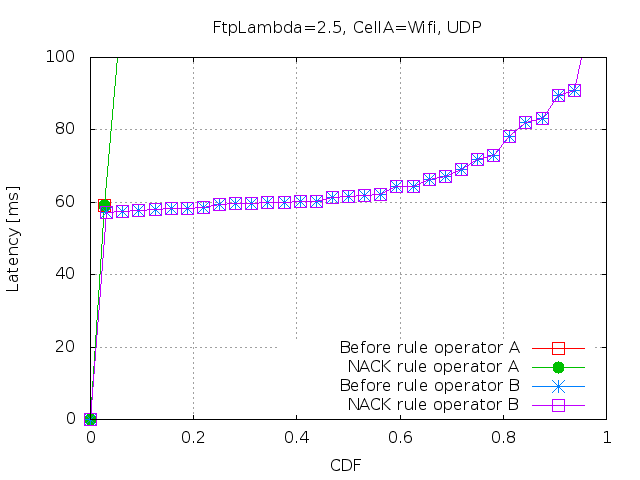 FtpLambda=2.5, CellA=Wifi, UDP
100
80
60
40
20
0
Latency [ms]
Before rule operator A
NACK rule operator A
Before rule operator B
NACK rule operator B
0 0.2 0.4 0.6 0.8 1
CDF